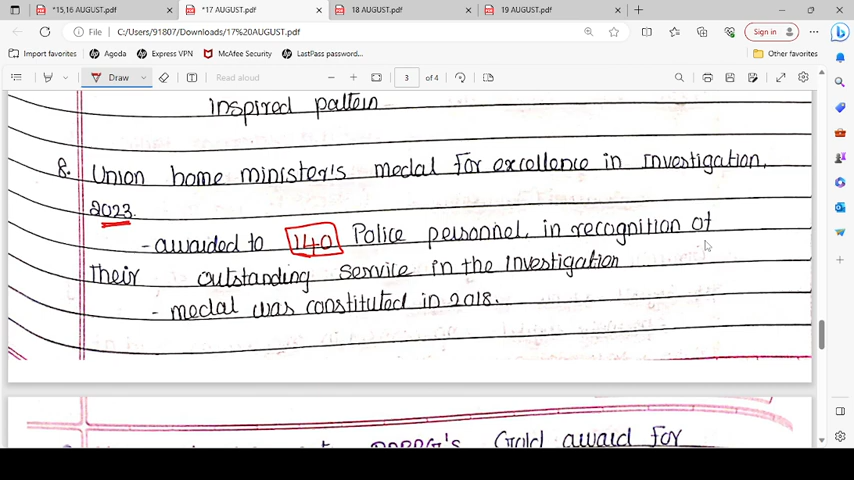 *15,16 AUGUST.pdf
*17 AUGUST.pdf
18 AUGUST.pdf
19 AUGUST.pdf
File
C:/Users/91807/Downloads/17%20AUGUST.pdf
Sign in
Import favorites
Agoda
Express VPN
McAfee Security
LastPass password...
Other favorites
Draw
Read aloud
3 of 4
inspired pattern
8. Union home minister's medal for excellence in Investigation,
2023.
- awarded to 140 Police personnel, in recognition of
their outstanding service in the investigation
- medal was constituted in 2018.
Gold award for